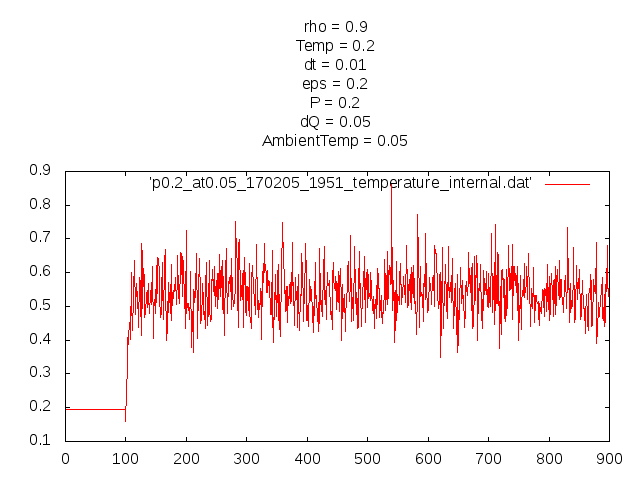 rho = 0.9
Temp = 0.2
dt = 0.01
eps = 0.2
P = 0.2
dQ = 0.05
AmbientTemp = 0.05
'p0.2_at0.05_170205_1951_temperature_internal.dat'
0.9
0.8
0.7
0.6
0.5
0.4
0.3
0.2
0.1
0 100 200 300 400 500 600 700 800 900